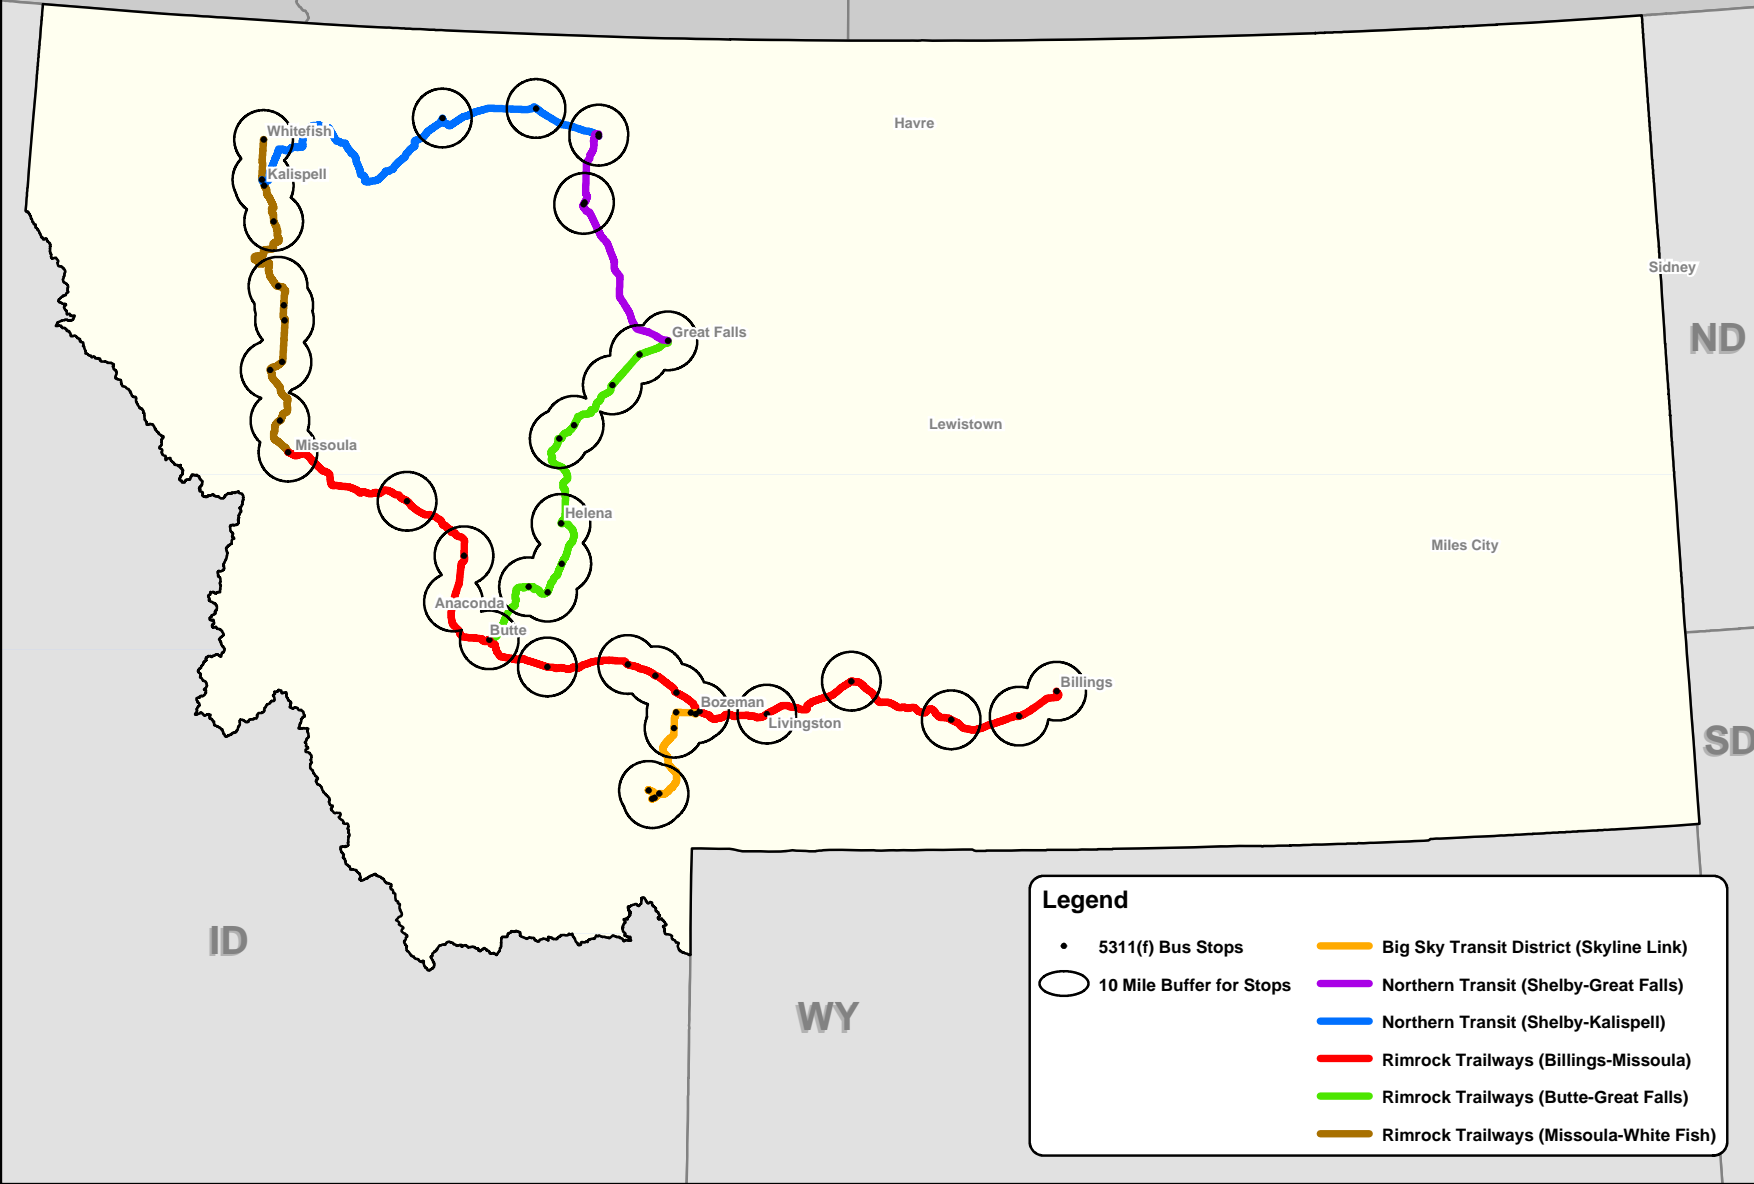 Havre
Whitefish
Kalispell
Sidney
Great Falls
ND
Lewistown
Missoula
Helena
Miles City
Anaconda
Butte
Billings
Bozeman
Livingston
SD
ID
WY
Legend
5311(f) Bus Stops
10 Mile Buffer for Stops
Big Sky Transit District (Skyline Link)
Northern Transit (Shelby-Great Falls)
Northern Transit (Shelby-Kalispell)
Rimrock Trailways (Billings-Missoula)
Rimrock Trailways (Butte-Great Falls)
Rimrock Trailways (Missoula-White Fish)